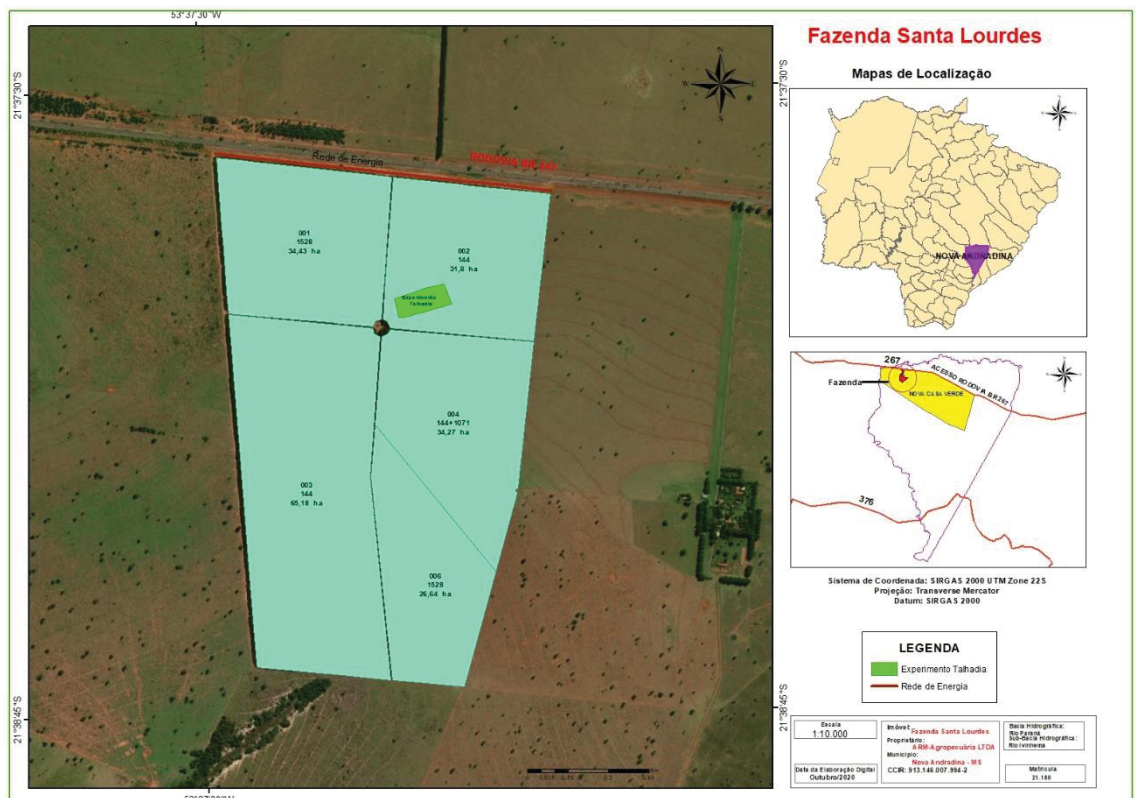 53°37'30"W
21°37'30"S
21°37'30"S
Rede de Energia
RODOVIA BR 267
001
1528
34,43 ha
002
144
31,8 ha
Experimento
Talhadia
004
144+1071
34,27 ha
003
144
65,18 ha
006
1528
26,64 ha
21°38'45"S
21°38'45"S
Fazenda Santa Lourdes
Mapas de Localização
NOVA ANDRADINA
267
ACESSO RODOVIA BR267
Fazenda
NOVA CASA VERDE
376
Sistema de Coordenada: SIRGAS 2000 UTM Zone 22S
Projeção: Transverse Mercator
Datum: SIRGAS 2000
LEGENDA
Experimento Talhadia
Rede de Energia
Escala
1:10.000
Data da Elaboração Digital
Outubro/2020
Imóvel: Fazenda Santa Lourdes
Proprietário:
ARM-Agropecuária LTDA
Município:
Nova Andradina - MS
CCIR: 913.146.007.994-2
Bacia Hidrográfica:
Rio Paraná
Sub-Bacia Hidrográfica:
Rio Ivinhema
Matricula
21.180